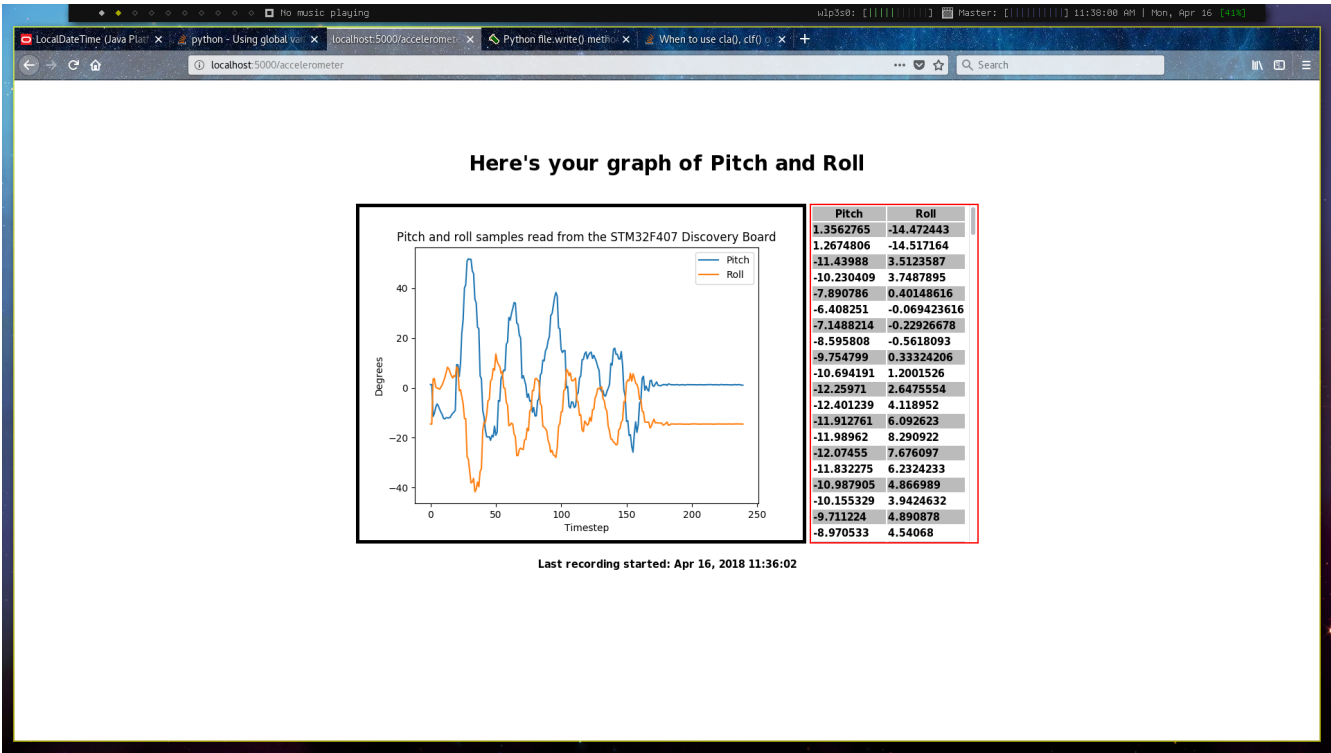 No music playing
wlp3s0: [||||||||||] Master: [||||||||||] 11:38:00 AM | Mon, Apr 16 [41%]
LocalDateTime (Java Plat
python - Using global var
localhost:5000/acceleromete
Python file.write() metho
When to use cla(), clf() o
localhost:5000/accelerometer
Search
Here's your graph of Pitch and Roll
Pitch and roll samples read from the STM32F407 Discovery Board
Pitch
Roll
40
20
0
−20
−40
Degrees
0 50 100 150 200 250
Timestep
Pitch Roll
1.3562765 -14.472443
1.2674806 -14.517164
-11.43988 3.5123587
-10.230409 3.7487895
-7.890786 0.40148616
-6.408251 -0.069423616
-7.1488214 -0.22926678
-8.595808 -0.5618093
-9.754799 0.33324206
-10.694191 1.2001526
-12.25971 2.6475554
-12.401239 4.118952
-11.912761 6.092623
-11.98962 8.290922
-12.07455 7.676097
-11.832275 6.2324233
-10.987905 4.866989
-10.155329 3.9424632
-9.711224 4.890878
-8.970533 4.54068
Last recording started: Apr 16, 2018 11:36:02